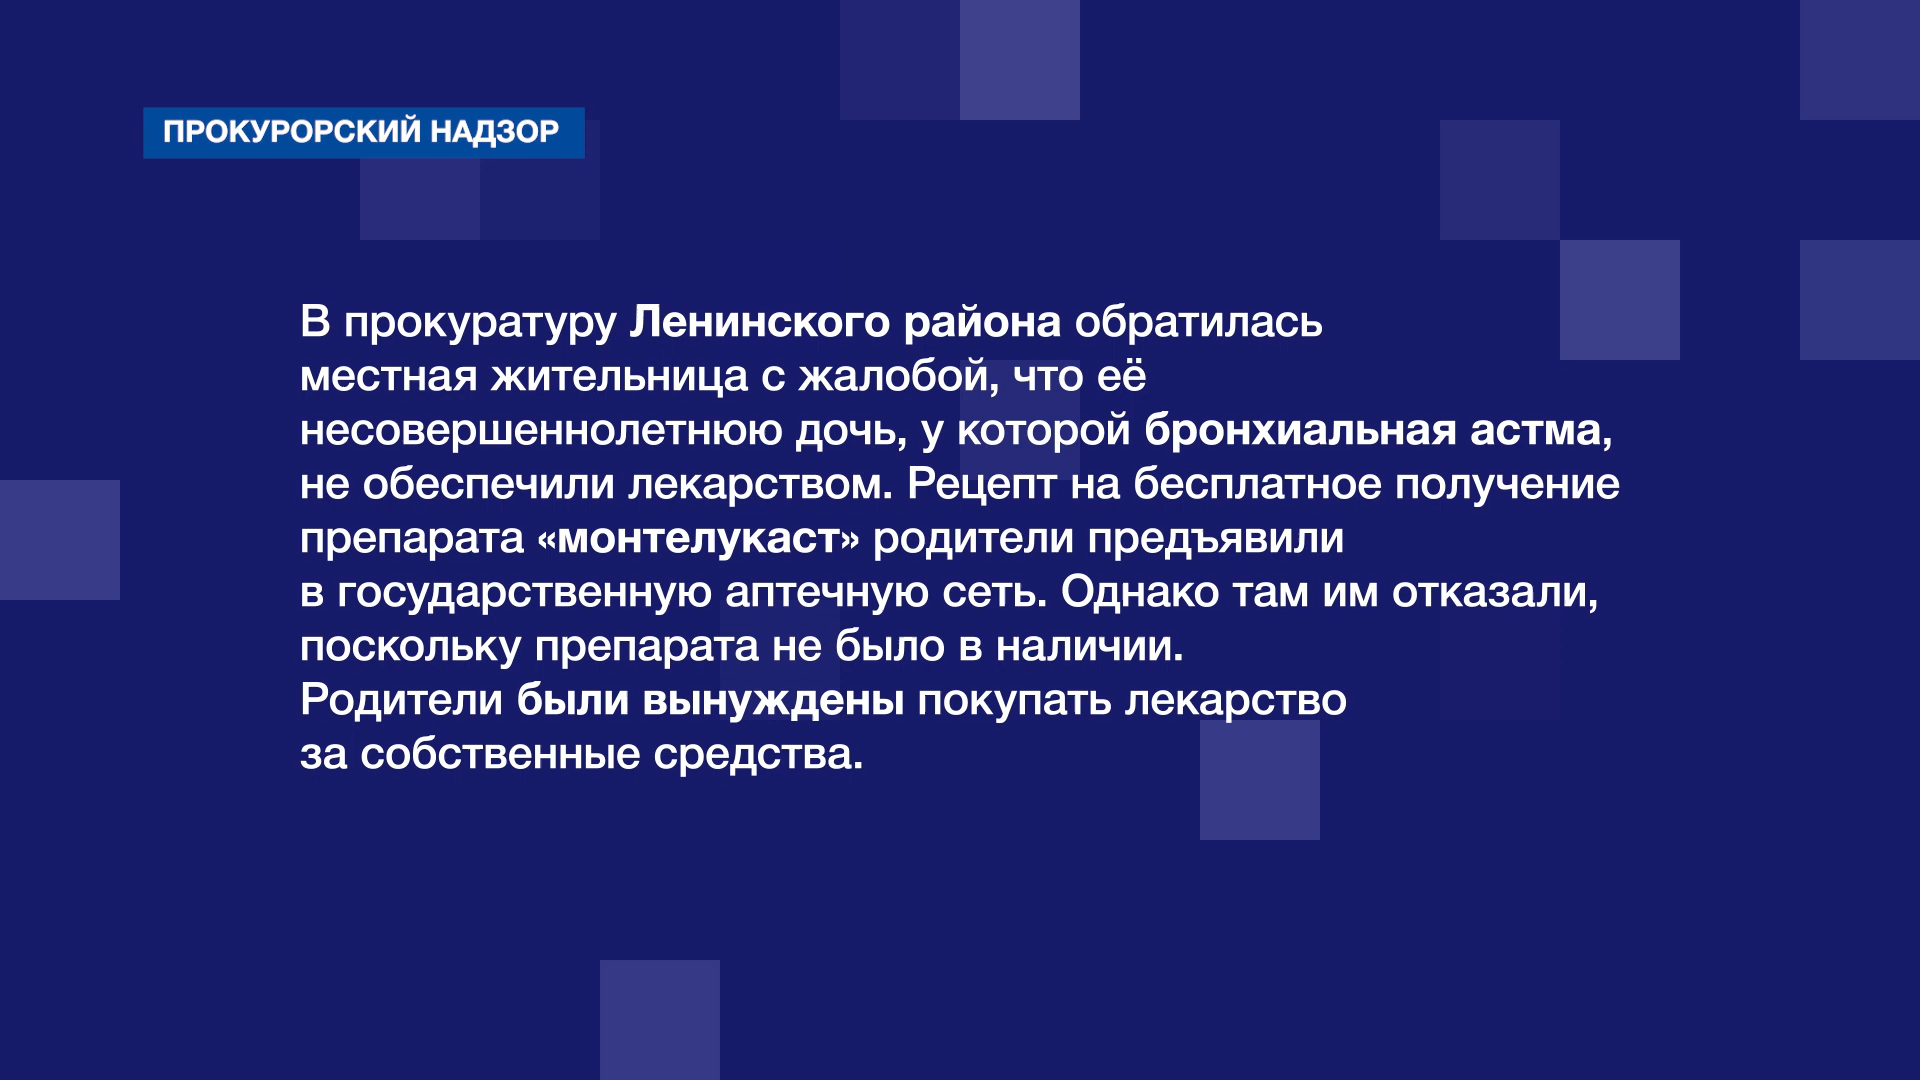 ПРОКУРОРСКИЙ НАДЗОР
В прокуратуру Ленинского района обратилась
местная жительница с жалобой, что её
несовершеннолетнюю дочь, у которой бронхиальная астма,
не обеспечили лекарством. Рецепт на бесплатное получение
препарата «монтелукаст» родители предъявили
в государственную аптечную сеть. Однако там им отказали,
поскольку препарата не было в наличии.
Родители были вынуждены покупать лекарство
за собственные средства.